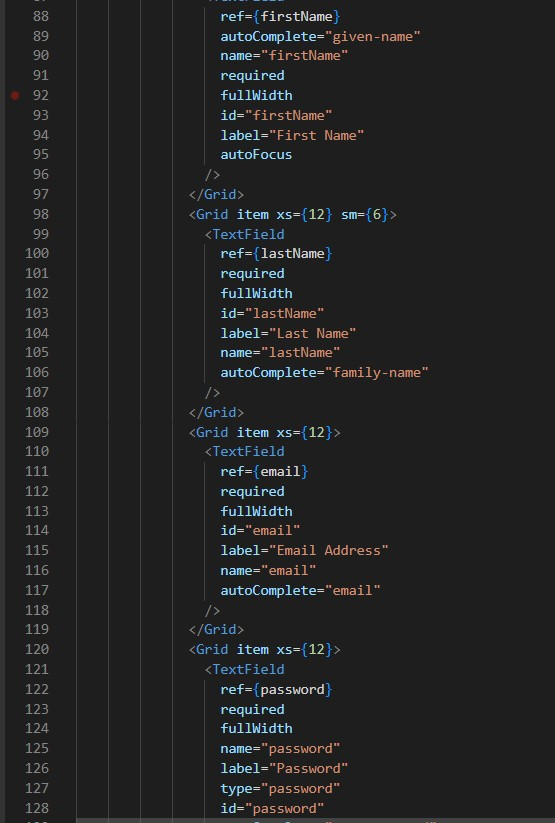 88 ref={firstName}
89 autoComplete="given-name"
90 name="firstName"
91 required
92 fullWidth
93 id="firstName"
94 label="First Name"
95 autoFocus
96 />
97 </Grid>
98 <Grid item xs={12} sm={6}>
99 <TextField
100 ref={lastName}
101 required
102 fullWidth
103 id="lastName"
104 label="Last Name"
105 name="lastName"
106 autoComplete="family-name"
107 />
108 </Grid>
109 <Grid item xs={12}>
110 <TextField
111 ref={email}
112 required
113 fullWidth
114 id="email"
115 label="Email Address"
116 name="email"
117 autoComplete="email"
118 />
119 </Grid>
120 <Grid item xs={12}>
121 <TextField
122 ref={password}
123 required
124 fullWidth
125 name="password"
126 label="Password"
127 type="password"
128 id="password"